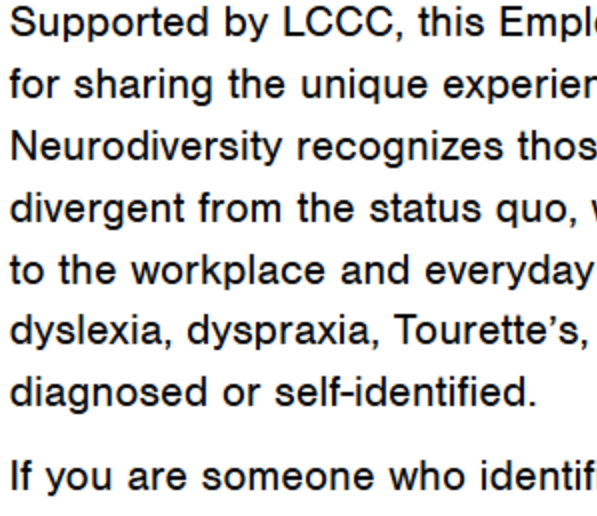 Supported by LCCC, this Empl
for sharing the unique experien
Neurodiversity recognizes thos
divergent from the status quo,
to the workplace and everyday
dyslexia, dyspraxia, Tourette’s,
diagnosed or self-identified.
If you are someone who identifi